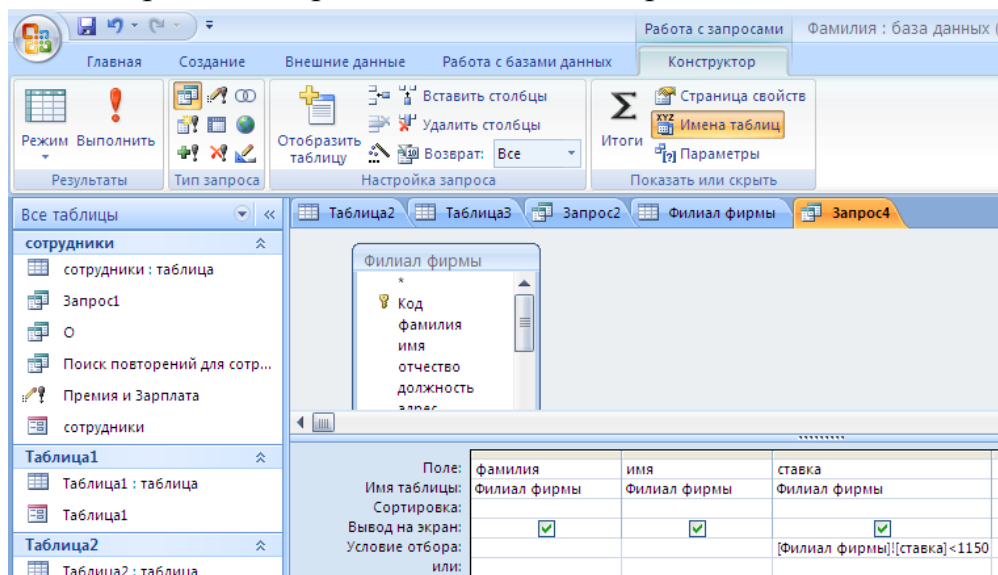 Работа с запросами
Фамилия : база данных (
Главная
Создание
Внешние данные
Работа с базами данных
Конструктор
Режим
Выполнить
Отобразить таблицу
Вставить столбцы
Удалить столбцы
Возврат: Все
Итоги
Страница свойств
XYZ
Имена таблиц
Параметры
Результаты
Тип запроса
Настройка запроса
Показать или скрыть
Все таблицы
Таблица2
Таблица3
Запрос2
Филиал фирмы
Запрос4
сотрудники
сотрудники : таблица
Запрос1
О
Поиск повторений для сотр...
Премия и Зарплата
сотрудники
Таблица1
Таблица1 : таблица
Таблица1
Таблица2
Таблица2 : таблица
Филиал фирмы
*
Код
фамилия
имя
отчество
должность
адрес
Поле: фамилия имя ставка
Имя таблицы: Филиал фирмы Филиал фирмы Филиал фирмы
Сортировка:
Вывод на экран:
Условие отбора: [Филиал фирмы]![ставка]<1150
или: